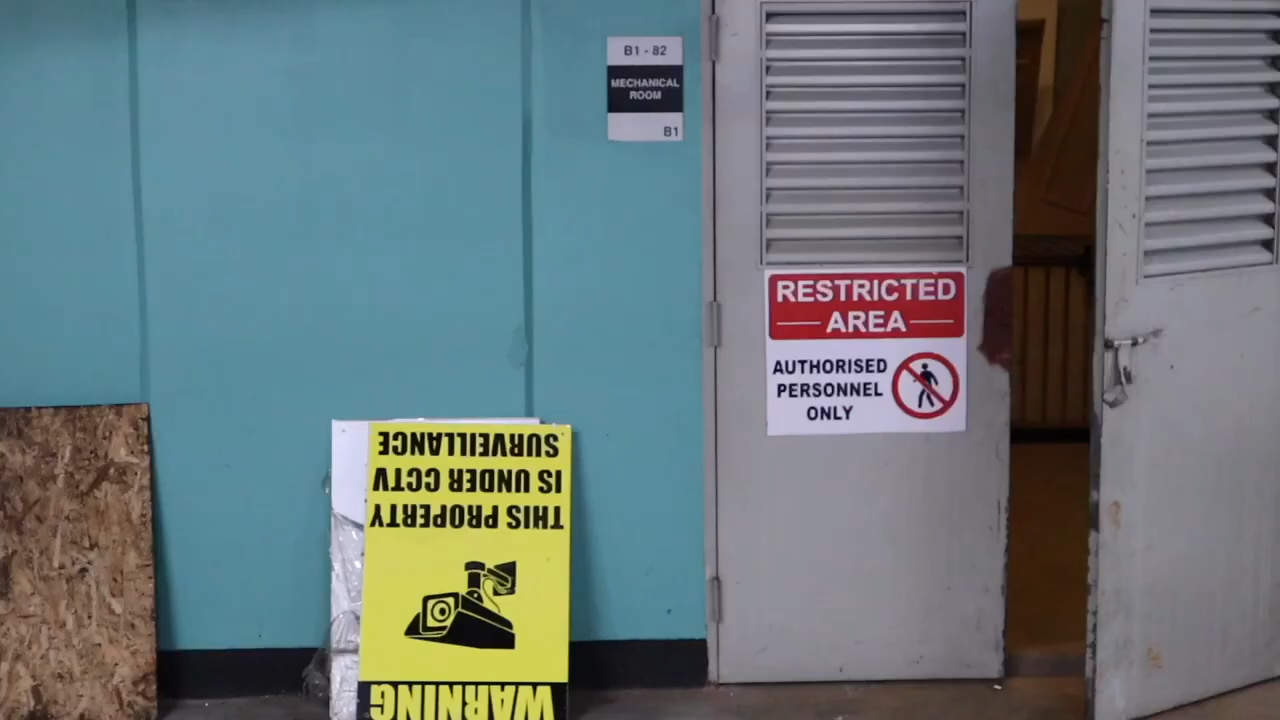 B1 - 82
MECHANICAL
ROOM
B1
RESTRICTED
AREA
AUTHORISED
PERSONNEL
ONLY
WARNING
THIS PROPERTY
IS UNDER CCTV
SURVEILLANCE